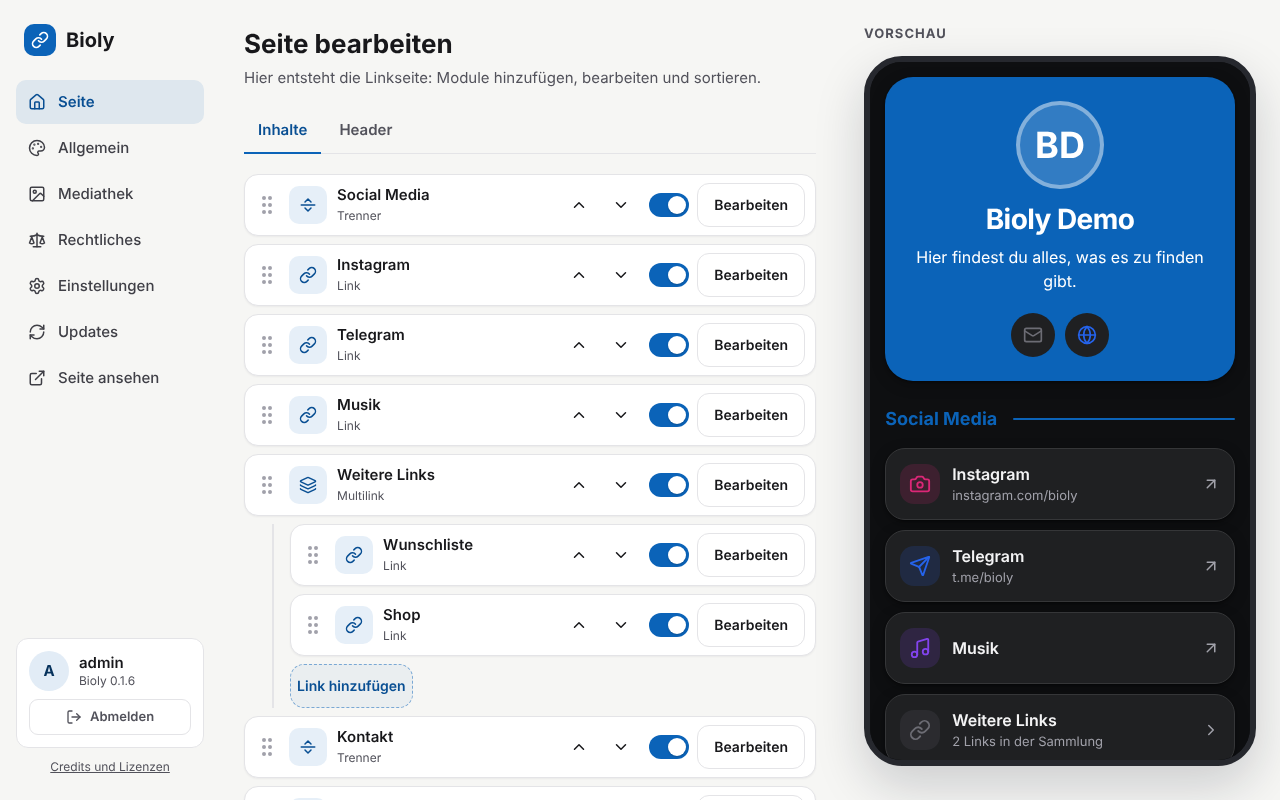 Bioly
Seite
Allgemein
Mediathek
Rechtliches
Einstellungen
Updates
Seite ansehen
A
admin
Bioly 0.1.6
Abmelden
Credits und Lizenzen
Seite bearbeiten
Hier entsteht die Linkseite: Module hinzufügen, bearbeiten und sortieren.
Inhalte
Header
Social Media
Trenner
Bearbeiten
Instagram
Link
Bearbeiten
Telegram
Link
Bearbeiten
Musik
Link
Bearbeiten
Weitere Links
Multilink
Bearbeiten
Wunschliste
Link
Bearbeiten
Shop
Link
Bearbeiten
Link hinzufügen
Kontakt
Trenner
Bearbeiten
VORSCHAU
BD
Bioly Demo
Hier findest du alles, was es zu finden
gibt.
Social Media
Instagram
instagram.com/bioly
Telegram
t.me/bioly
Musik
Weitere Links
2 Links in der Sammlung